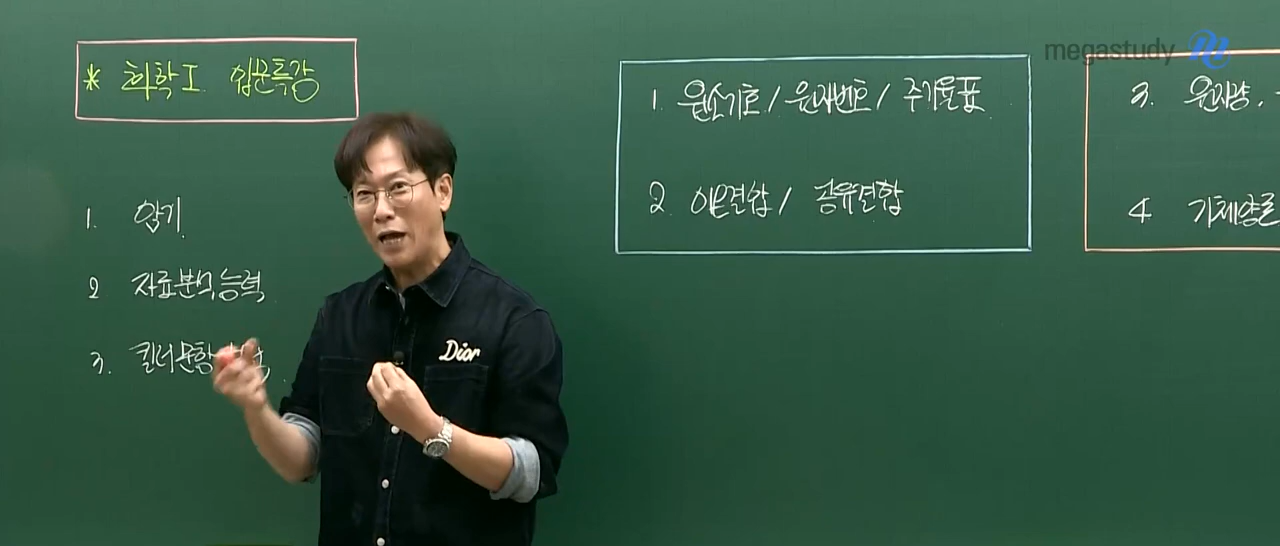 megastudy
* 화학 I 입문특강
1. 암기
2 자료분석능력
3. 킬러문항
1. 원소기호 / 원자번호 / 주기율표
2. 이온결합 / 공유결합
3. 원자량,
4 기체양론
Dior